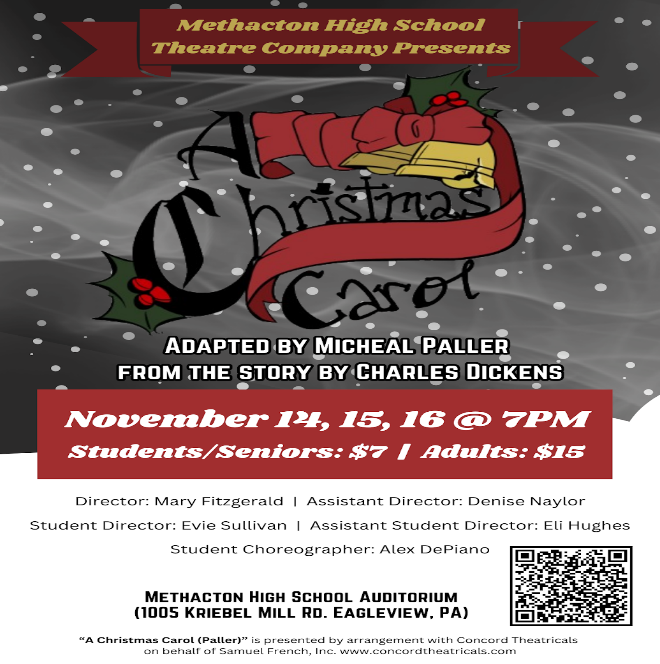 Methacton High School
Theatre Company Presents
A
Christmas
Carol
Adapted by Micheal Paller
from the story by Charles Dickens
November 14, 15, 16 @ 7PM
Students/Seniors: $7 | Adults: $15
Director: Mary Fitzgerald | Assistant Director: Denise Naylor
Student Director: Evie Sullivan | Assistant Student Director: Eli Hughes
Student Choreographer: Alex DePiano
Methacton High School Auditorium
(1005 Kriebel Mill Rd. Eagleview, PA)
“A Christmas Carol (Paller)” is presented by arrangement with Concord Theatricals
on behalf of Samuel French, Inc. www.concordtheatricals.com